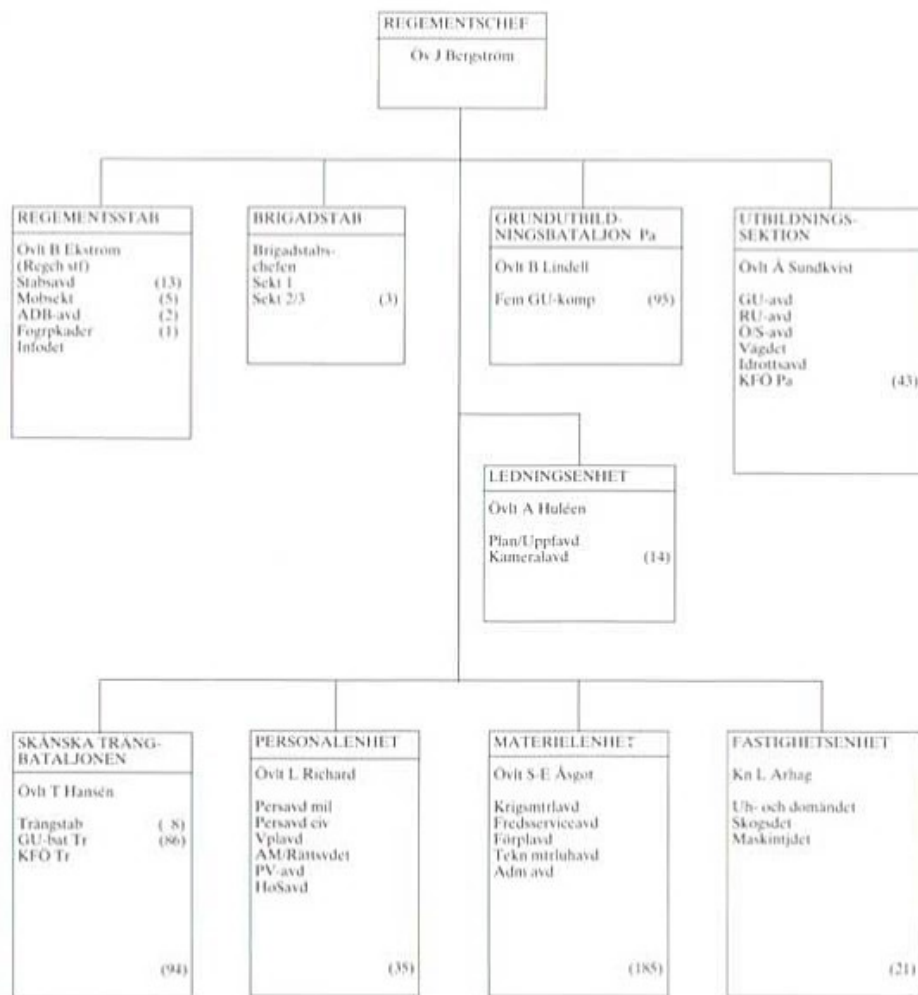 REGEMENTSCHEF
Öv J Bergström
REGEMENTSSTAB
Övlt B Ekström
(Regch stf)
Stabsavd (13)
Mobsekt (5)
ADB-avd (2)
Fogrpkader (1)
Infodet
BRIGADSTAB
Brigadstabs-
chefen
Sekt 1
Sekt 2/3 (3)
GRUNDUTBILD-
NINGSBATALJON Pa
Övlt B Lindell
Fem GU-komp (95)
UTBILDNINGS-
SEKTION
Övlt Å Sundkvist
GU-avd
RU-avd
O/S-avd
Vägdet
Idrottsavd
KFÖ Pa (43)
LEDNINGSENHET
Övlt A Huléen
Plan/Uppfavd
Kameralavd (14)
SKÅNSKA TRÄNG-
BATALJONEN
Övlt T Hansén
Trängstab ( 8)
GU-bat Tr (86)
KFÖ Tr
(94)
PERSONALENHET
Övlt L Richard
Persavd mil
Persavd civ
Vplavd
AM/Rättsvdet
PV-avd
HoSavd
(35)
MATERIELENHET
Övlt S-E Åsgot
Krigsmtrlavd
Fredsserviceavd
Förplavd
Tekn mtrluhavd
Adm avd
(185)
FASTIGHETSENHET
Kn L Arhag
Uh- och domändet
Skogsdet
Maskintjdet
(21)